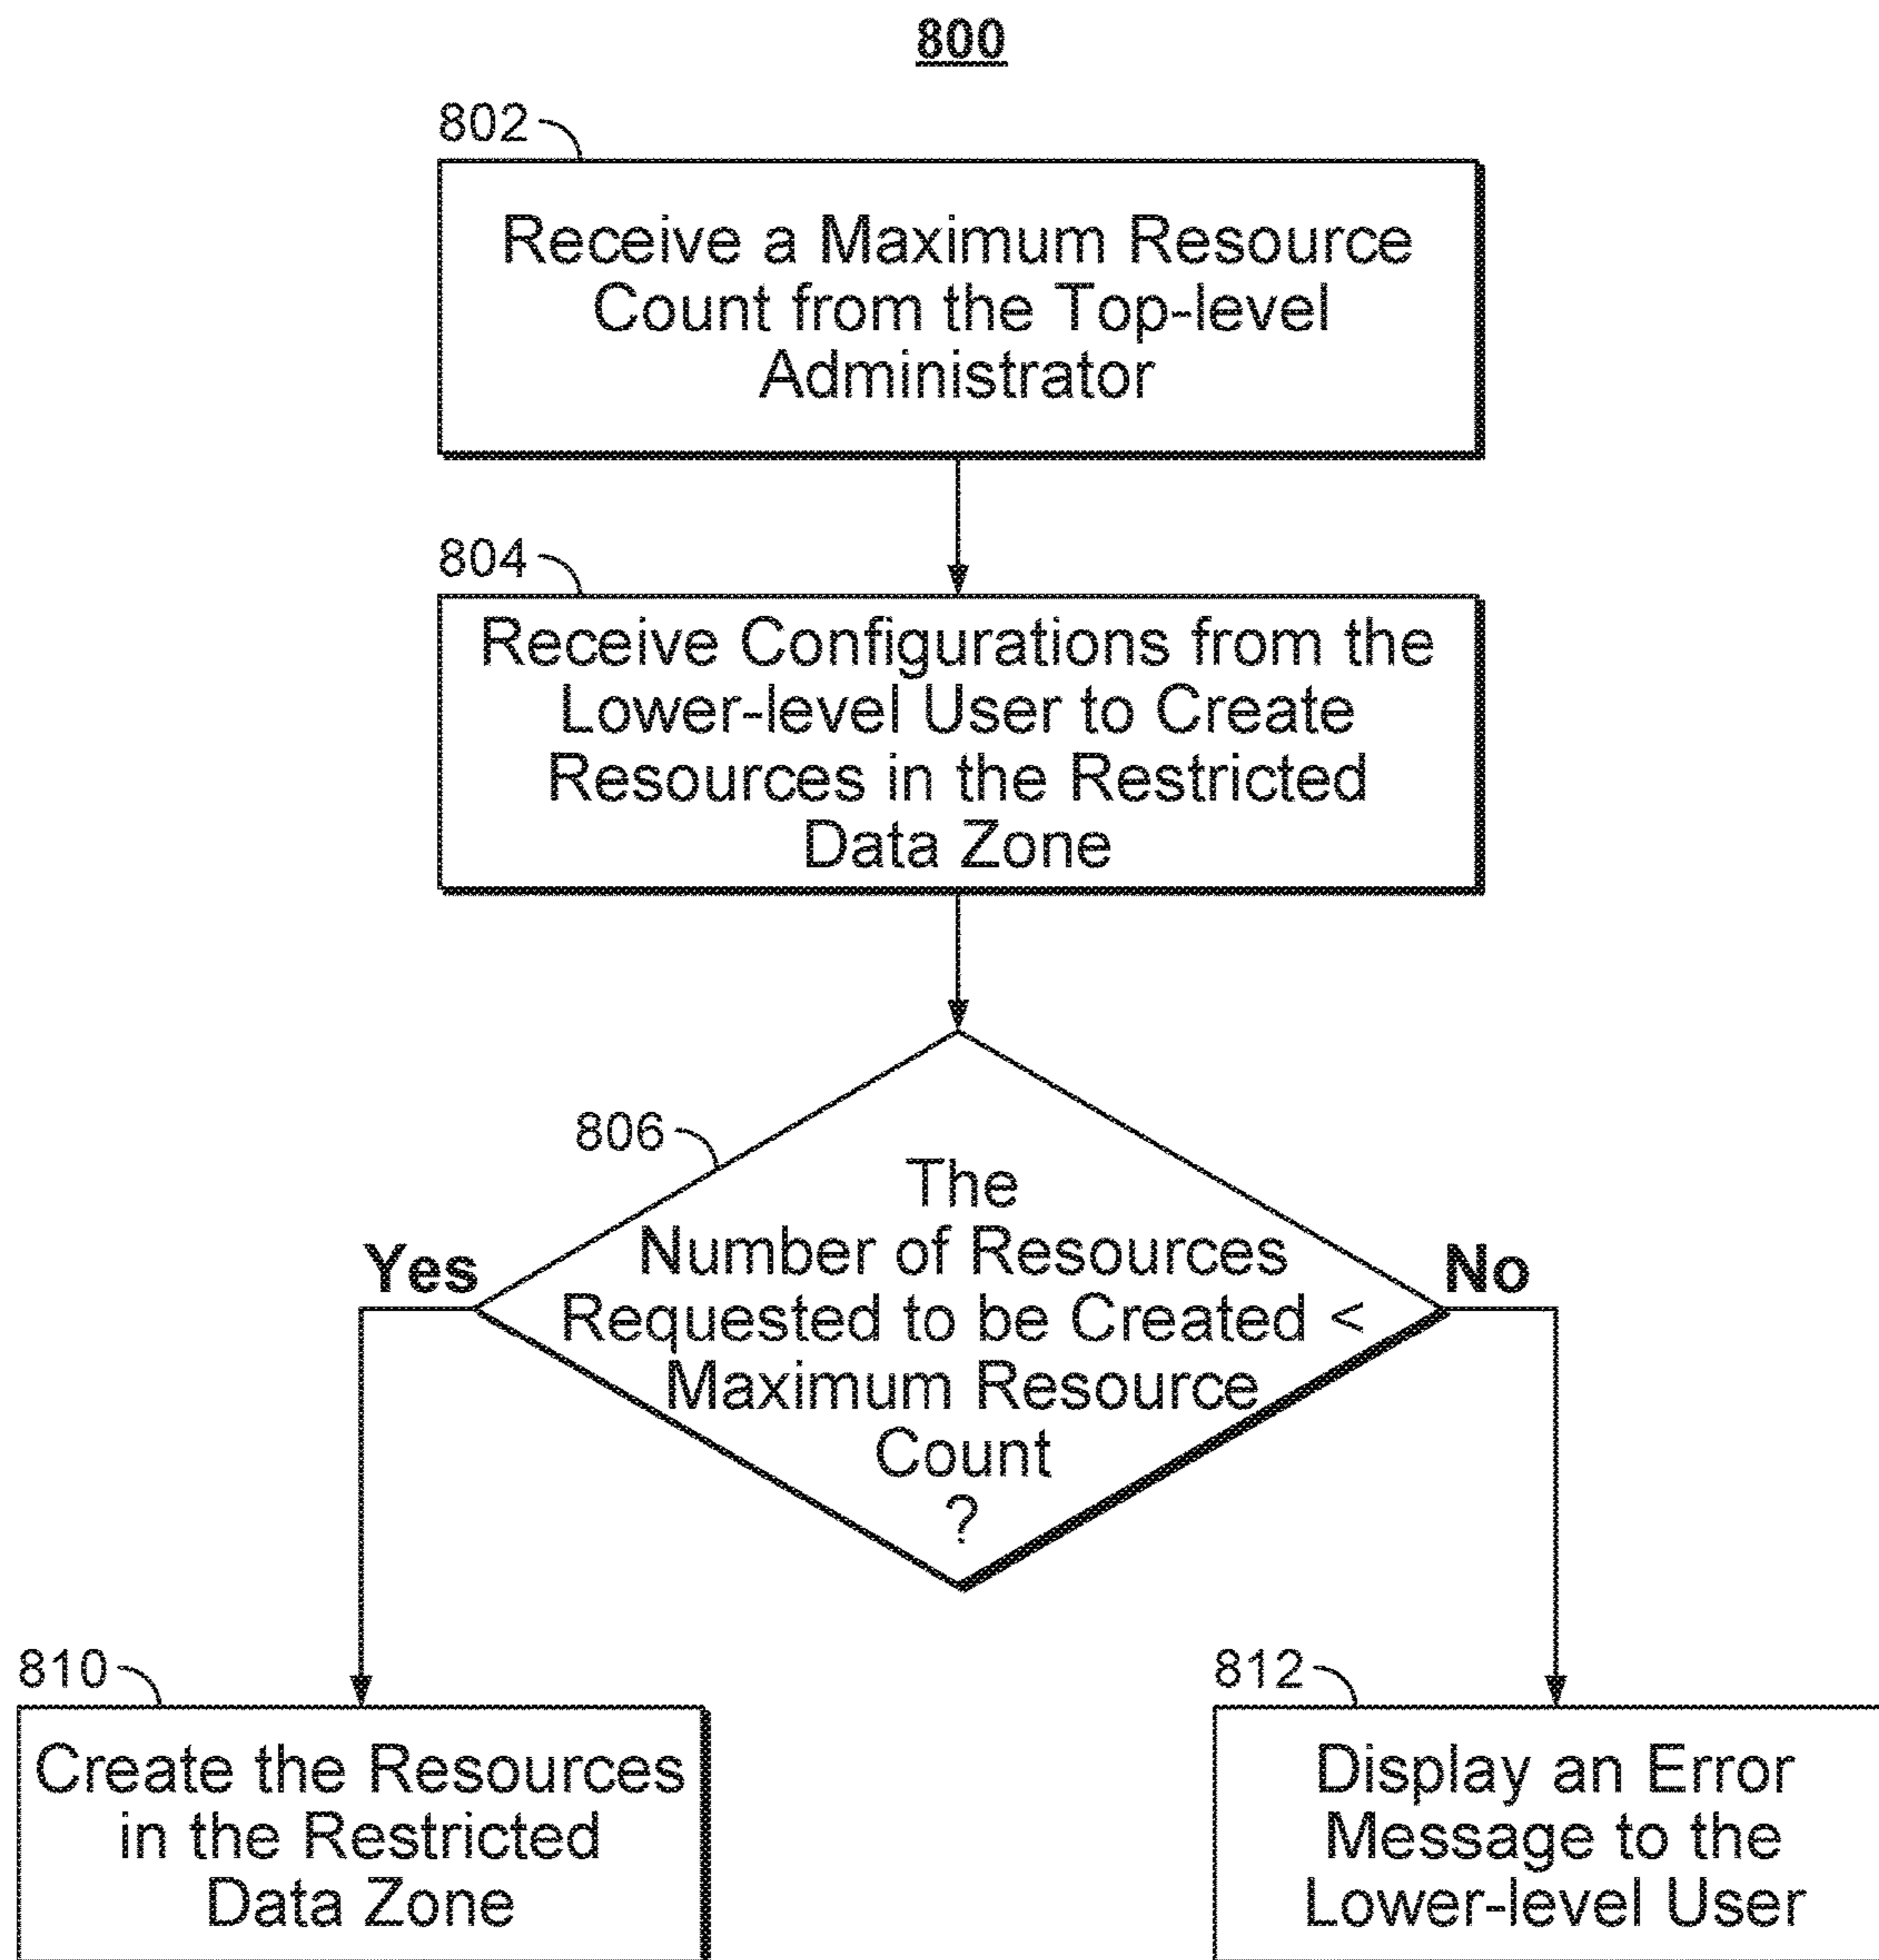 800
802
Receive a Maximum Resource
Count from the Top-level
Administrator
804
Receive Configurations from the
Lower-level User to Create
Resources in the Restricted
Data Zone
806
The
Number of Resources
Requested to be Created <
Maximum Resource
Count
?
Yes
No
810
Create the Resources
in the Restricted
Data Zone
812
Display an Error
Message to the
Lower-level User